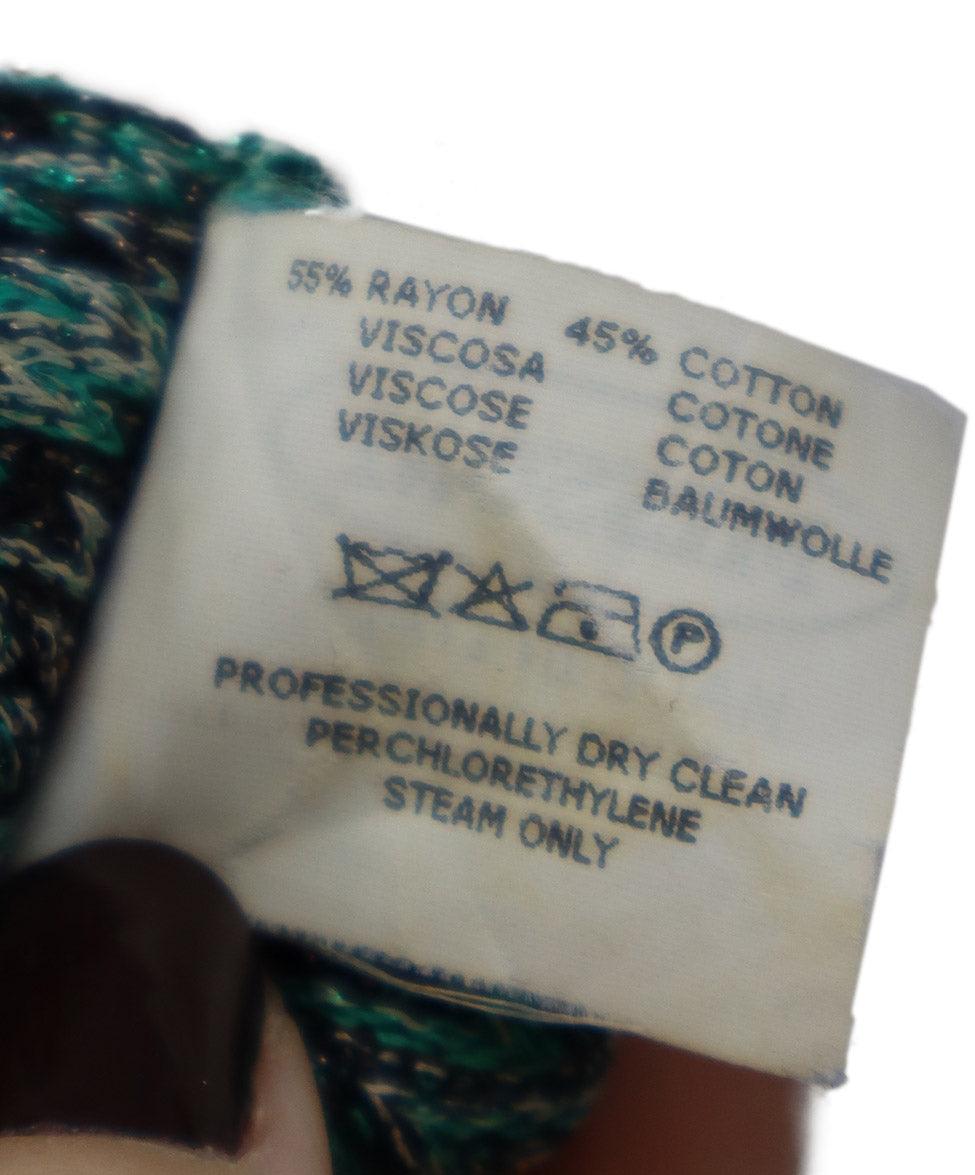 55% RAYON
VISCOSA
VISCOSE
VISKOSE
45% COTTON
COTONE
COTON
BAUMWOLLE
P
PROFESSIONALLY DRY CLEAN
PERCHLORETHYLENE
STEAM ONLY